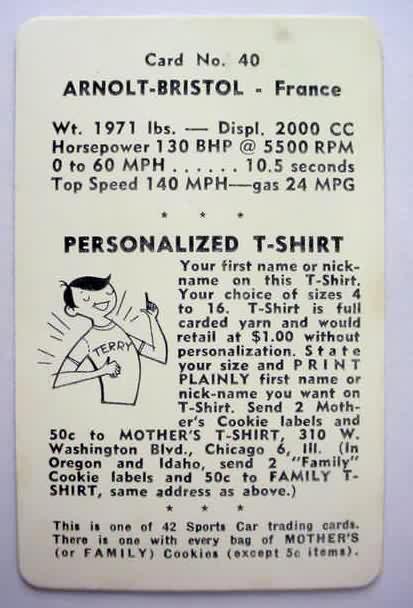 Card No. 40
ARNOLT-BRISTOL - France
Wt. 1971 lbs. — Displ. 2000 CC
Horsepower 130 BHP @ 5500 RPM
0 to 60 MPH . . . . . . 10.5 seconds
Top Speed 140 MPH—gas 24 MPG
* * *
PERSONALIZED T-SHIRT
Your first name or nick-
name on this T-Shirt.
Your choice of sizes 4
to 16. T-Shirt is full
carded yarn and would
retail at $1.00 without
personalization. State
your size and PRINT
PLAINLY first name or
nick-name you want on
T-Shirt. Send 2 Moth-
er's Cookie labels and
TERRY
50c to MOTHER'S T-SHIRT, 310 W.
Washington Blvd., Chicago 6, Ill. (In
Oregon and Idaho, send 2 "Family"
Cookie labels and 50c to FAMILY T-
SHIRT, same address as above.)
* * *
This is one of 42 Sports Car trading cards.
There is one with every bag of MOTHER'S
(or FAMILY) Cookies (except 5c items).